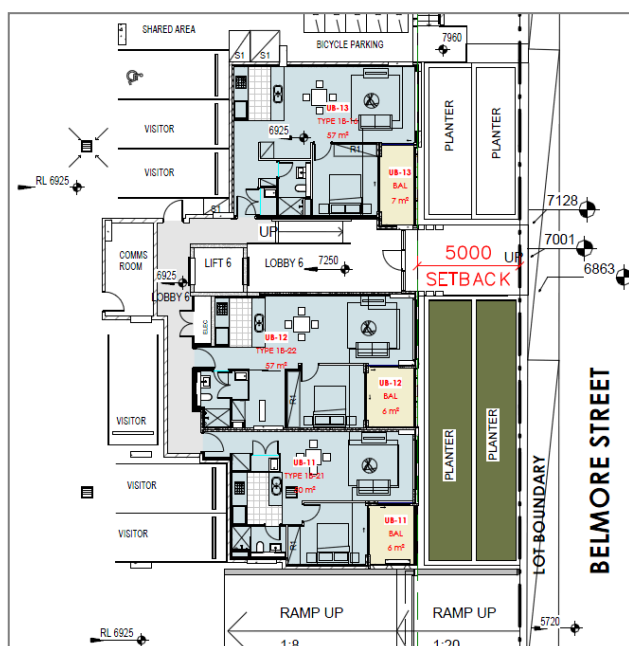 SHARED AREA
BICYCLE PARKING
7960
S1
S1
VISITOR
VISITOR
UB-13
TYPE 1B-16
57 m²
6925
R1
UB-13
BAL
7 m²
PLANTER
PLANTER
RL 6925
S1
7128
UP
5000
UP
7001
SETBACK
6863
COMMS
ROOM
LIFT 6
LOBBY 6
7250
6925
LOBBY 6
ELEC
UB-12
TYPE 1B-22
57 m²
R1
UB-12
BAL
6 m²
VISITOR
UB-11
TYPE 1B-21
R1
UB-11
BAL
6 m²
VISITOR
VISITOR
PLANTER
PLANTER
LOT BOUNDARY
BELMORE STREET
RAMP UP
RAMP UP
5720
RL 6925
1:8
1:20